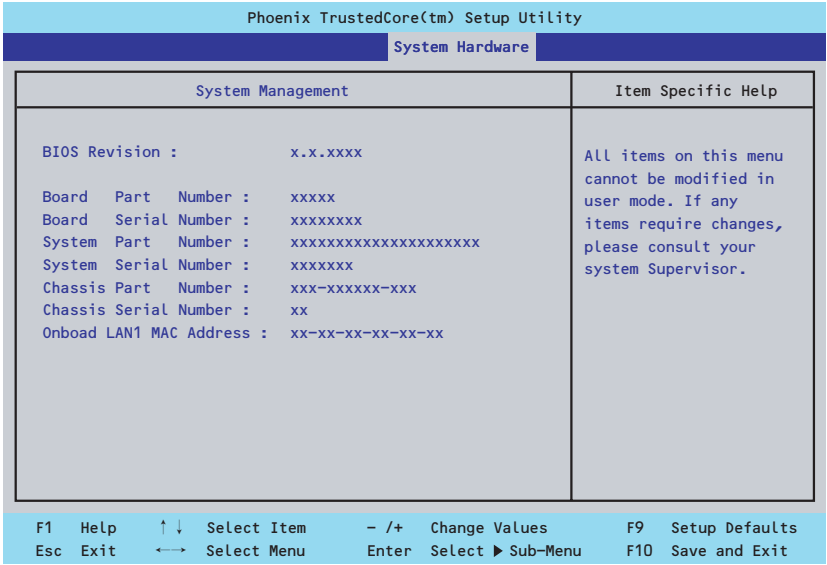 Phoenix TrustedCore(tm) Setup Utility
System Hardware
System Management
Item Specific Help
BIOS Revision : x.x.xxxx
Board Part Number : xxxxx
Board Serial Number : xxxxxxxx
System Part Number : xxxxxxxxxxxxxxxxxxxxx
System Serial Number : xxxxxxx
Chassis Part Number : xxx-xxxxxx-xxx
Chassis Serial Number : xx
Onboad LAN1 MAC Address : xx-xx-xx-xx-xx-xx
All items on this menu
cannot be modified in
user mode. If any
items require changes,
please consult your
system Supervisor.
F1 Help ↑↓ Select Item - /+ Change Values F9 Setup Defaults
Esc Exit ←→ Select Menu Enter Select ▶ Sub-Menu F10 Save and Exit